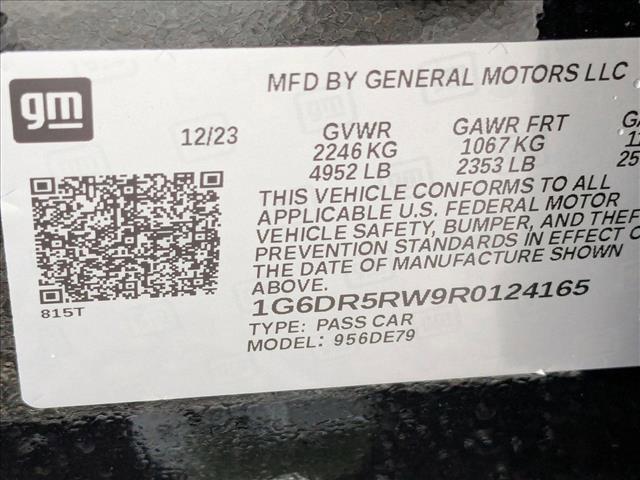 gm
MFD BY GENERAL MOTORS LLC
12/23
GVWR GAWR FRT
2246 KG 1067 KG
4952 LB 2353 LB
THIS VEHICLE CONFORMS TO ALL
APPLICABLE U.S. FEDERAL MOTOR
VEHICLE SAFETY, BUMPER, AND
PREVENTION STANDARDS IN EFFECT
THE DATE OF MANUFACTURE SHOWN
ABOVE.
1G6DR5RW9R0124165
TYPE: PASS CAR
MODEL: 956DE79
815T